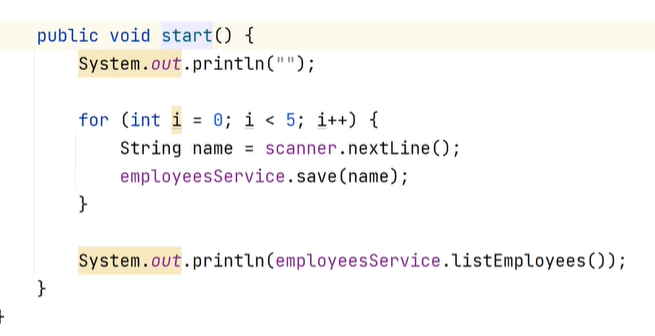 public void start() {
System.out.println("");
for (int i = 0; i < 5; i++) {
String name = scanner.nextLine();
employeesService.save(name);
}
System.out.println(employeesService.listEmployees());
}
}